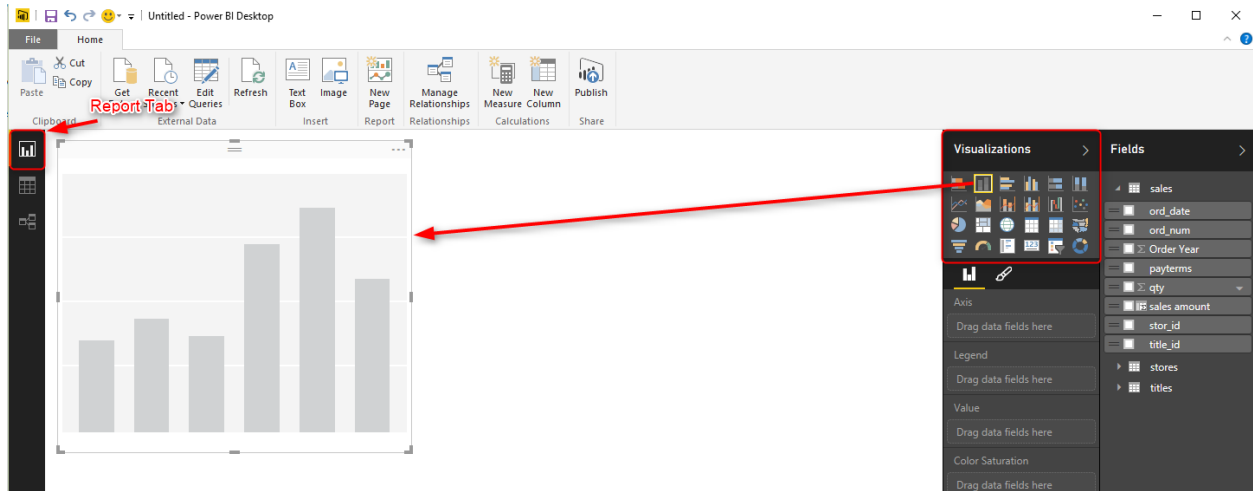 Untitled - Power BI Desktop
File Home
Paste
Cut
Copy
Clipboard
Get
Recent
Edit
Queries
Refresh
External Data
Text
Box
Image
Insert
New
Page
Report
Manage
Relationships
Relationships
New
Measure
New
Column
Calculations
Publish
Share
Report Tab
Visualizations
123
Axis
Drag data fields here
Legend
Drag data fields here
Value
Drag data fields here
Color Saturation
Drag data fields here
Fields
sales
ord_date
ord_num
Σ Order Year
payterms
Σ qty
sales amount
stor_id
title_id
stores
titles